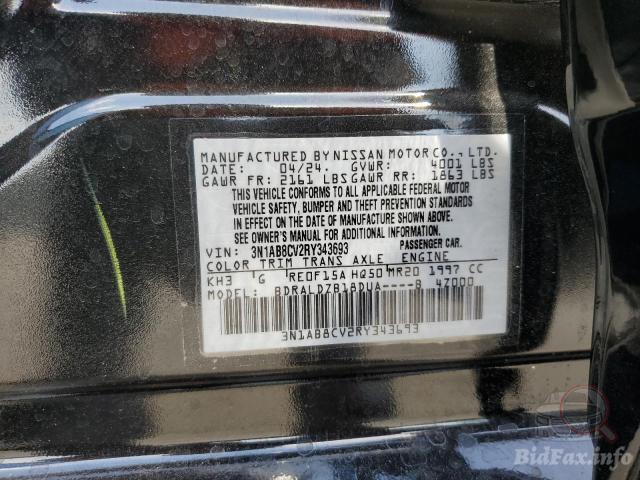 MANUFACTURED BY NISSAN MOTOR CO., LTD.
DATE: 04/24. GVWR: 4001 LBS
GAWR FR: 2161 LBS GAWR RR: 1863 LBS
THIS VEHICLE CONFORMS TO ALL APPLICABLE FEDERAL MOTOR
VEHICLE SAFETY, BUMPER AND THEFT PREVENTION STANDARDS
IN EFFECT ON THE DATE OF MANUFACTURE SHOWN ABOVE.
SEE OWNER'S MANUAL FOR ADDITIONAL INFORMATION.
VIN: 3N1AB8CV2RY343693 PASSENGER CAR.
COLOR TRIM TRANS AXLE ENGINE
KH3 G RE0F15A HQ50 MR20 1997 CC
MODEL: BDRALDZB18DUA----B 47000
3N1AB8CV2RY343693
BidFax.info